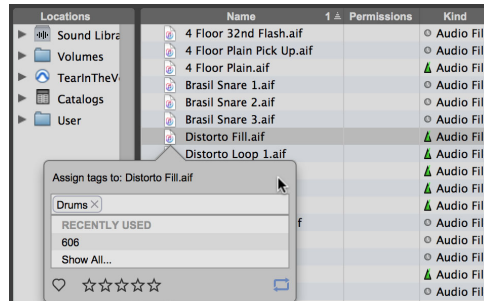 Locations
Name 1 Permissions Kind
Sound Libra
Volumes
TearInTheV
Catalogs
User
4 Floor 32nd Flash.aif Audio Fil
4 Floor Plain Pick Up.aif Audio Fil
4 Floor Plain.aif Audio Fil
Brasil Snare 1.aif Audio Fil
Brasil Snare 2.aif Audio Fil
Brasil Snare 3.aif Audio Fil
Distorto Fill.aif Audio Fil
Distorto Loop 1.aif Audio Fil
Audio Fil
Audio Fil
Audio Fil
f Audio Fil
Audio Fil
Audio Fil
Audio Fil
Audio Fil
Assign tags to: Distorto Fill.aif
Drums
RECENTLY USED
606
Show All...